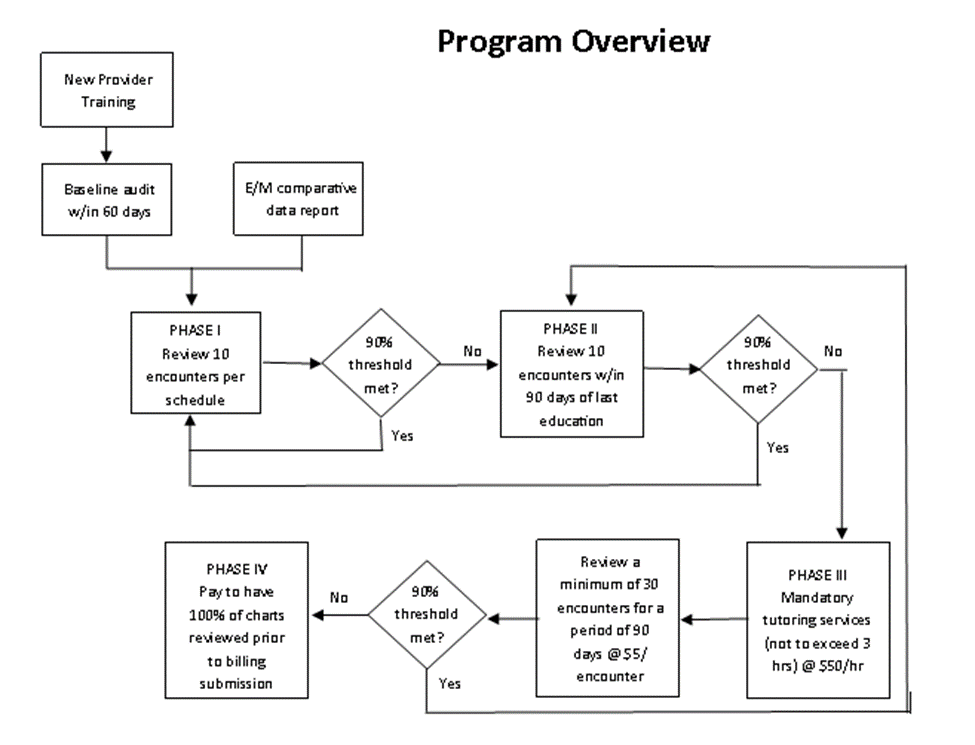 Program Overview
New Provider
Training
Baseline audit
w/in 60 days
E/M comparative
data report
PHASE I
Review 10
encounters per
schedule
90%
threshold
met?
No
Yes
PHASE II
Review 10
encounters w/in
90 days of last
education
90%
threshold
met?
No
Yes
PHASE III
Mandatory
tutoring services
(not to exceed 3
hrs) @ $50/hr
Review a
minimum of 30
encounters for a
period of 90
days @ $5/
encounter
90%
threshold
met?
No
Yes
PHASE IV
Pay to have
100% of charts
reviewed prior
to billing
submission